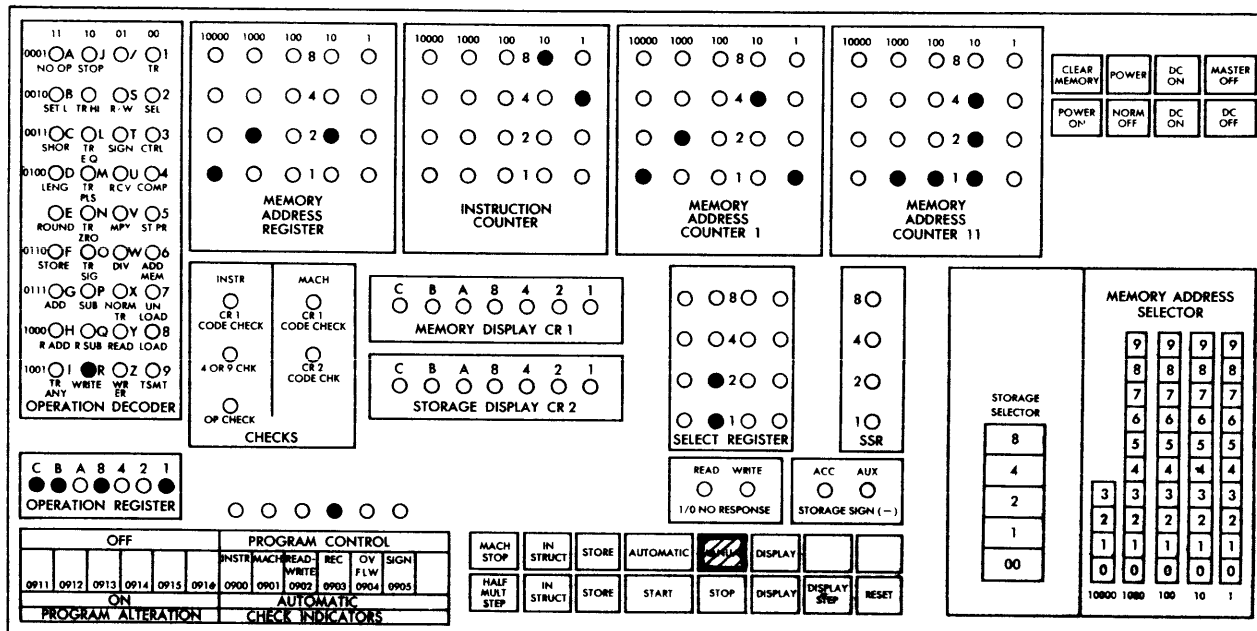 11 10 01 00
0001 A J / 1
NO OP STOP TR
0010 B S 2
SET L TR HI R-W SEL
0011 C L T 3
SHOR TR EQ SIGN CTRL
0100 D M U 4
LENG TR PLS RCV COMP
E N V 5
ROUND TR ZRO MPY ST PR
0110 F O W 6
STORE TR SIG DIV ADD MEM
0111 G P X 7
ADD SUB NORM TR UN LOAD
1000 H Q Y 8
R ADD R SUB READ LOAD
1001 I R Z 9
TR ANY WRITE WR ER TSMT
OPERATION DECODER
10000 1000 100 10 1
8
4
2
1
MEMORY
ADDRESS
REGISTER
10000 1000 100 10 1
8
4
2
1
INSTRUCTION
COUNTER
10000 1000 100 10 1
8
4
2
1
MEMORY
ADDRESS
COUNTER 1
10000 1000 100 10 1
8
4
2
1
MEMORY
ADDRESS
COUNTER 11
CLEAR MEMORY
POWER
DC ON
MASTER OFF
POWER ON
NORM OFF
DC ON
DC OFF
INSTR MACH
CR 1 CODE CHECK
CR 1 CODE CHECK
4 OR 9 CHK
CR 2 CODE CHK
OP CHECK
CHECKS
C B A 8 4 2 1
MEMORY DISPLAY CR 1
C B A 8 4 2 1
STORAGE DISPLAY CR 2
8
4
2
1
SELECT REGISTER
8
4
2
1
SSR
READ WRITE
1/0 NO RESPONSE
ACC AUX
STORAGE SIGN (-)
STORAGE
SELECTOR
8
4
2
1
00
MEMORY ADDRESS
SELECTOR
9 9 9 9
8 8 8 8
7 7 7 7
6 6 6 6
5 5 5 5
4 4 4 4
3 3 3 3 3
2 2 2 2 2
1 1 1 1 1
0 0 0 0 0
10000 1000 100 10 1
C B A 8 4 2 1
OPERATION REGISTER
OFF
0911 0912 0913 0914 0915 0916
ON
PROGRAM ALTERATION
PROGRAM CONTROL
INSTR MACH READ-WRITE REC OV FLW SIGN
0900 0901 0902 0903 0904 0905
AUTOMATIC
CHECK INDICATORS
MACH STOP
IN STRUCT
STORE
AUTOMATIC
DISPLAY
HALF MULT STEP
IN STRUCT
STORE
START
STOP
DISPLAY
DISPLAY STEP
RESET